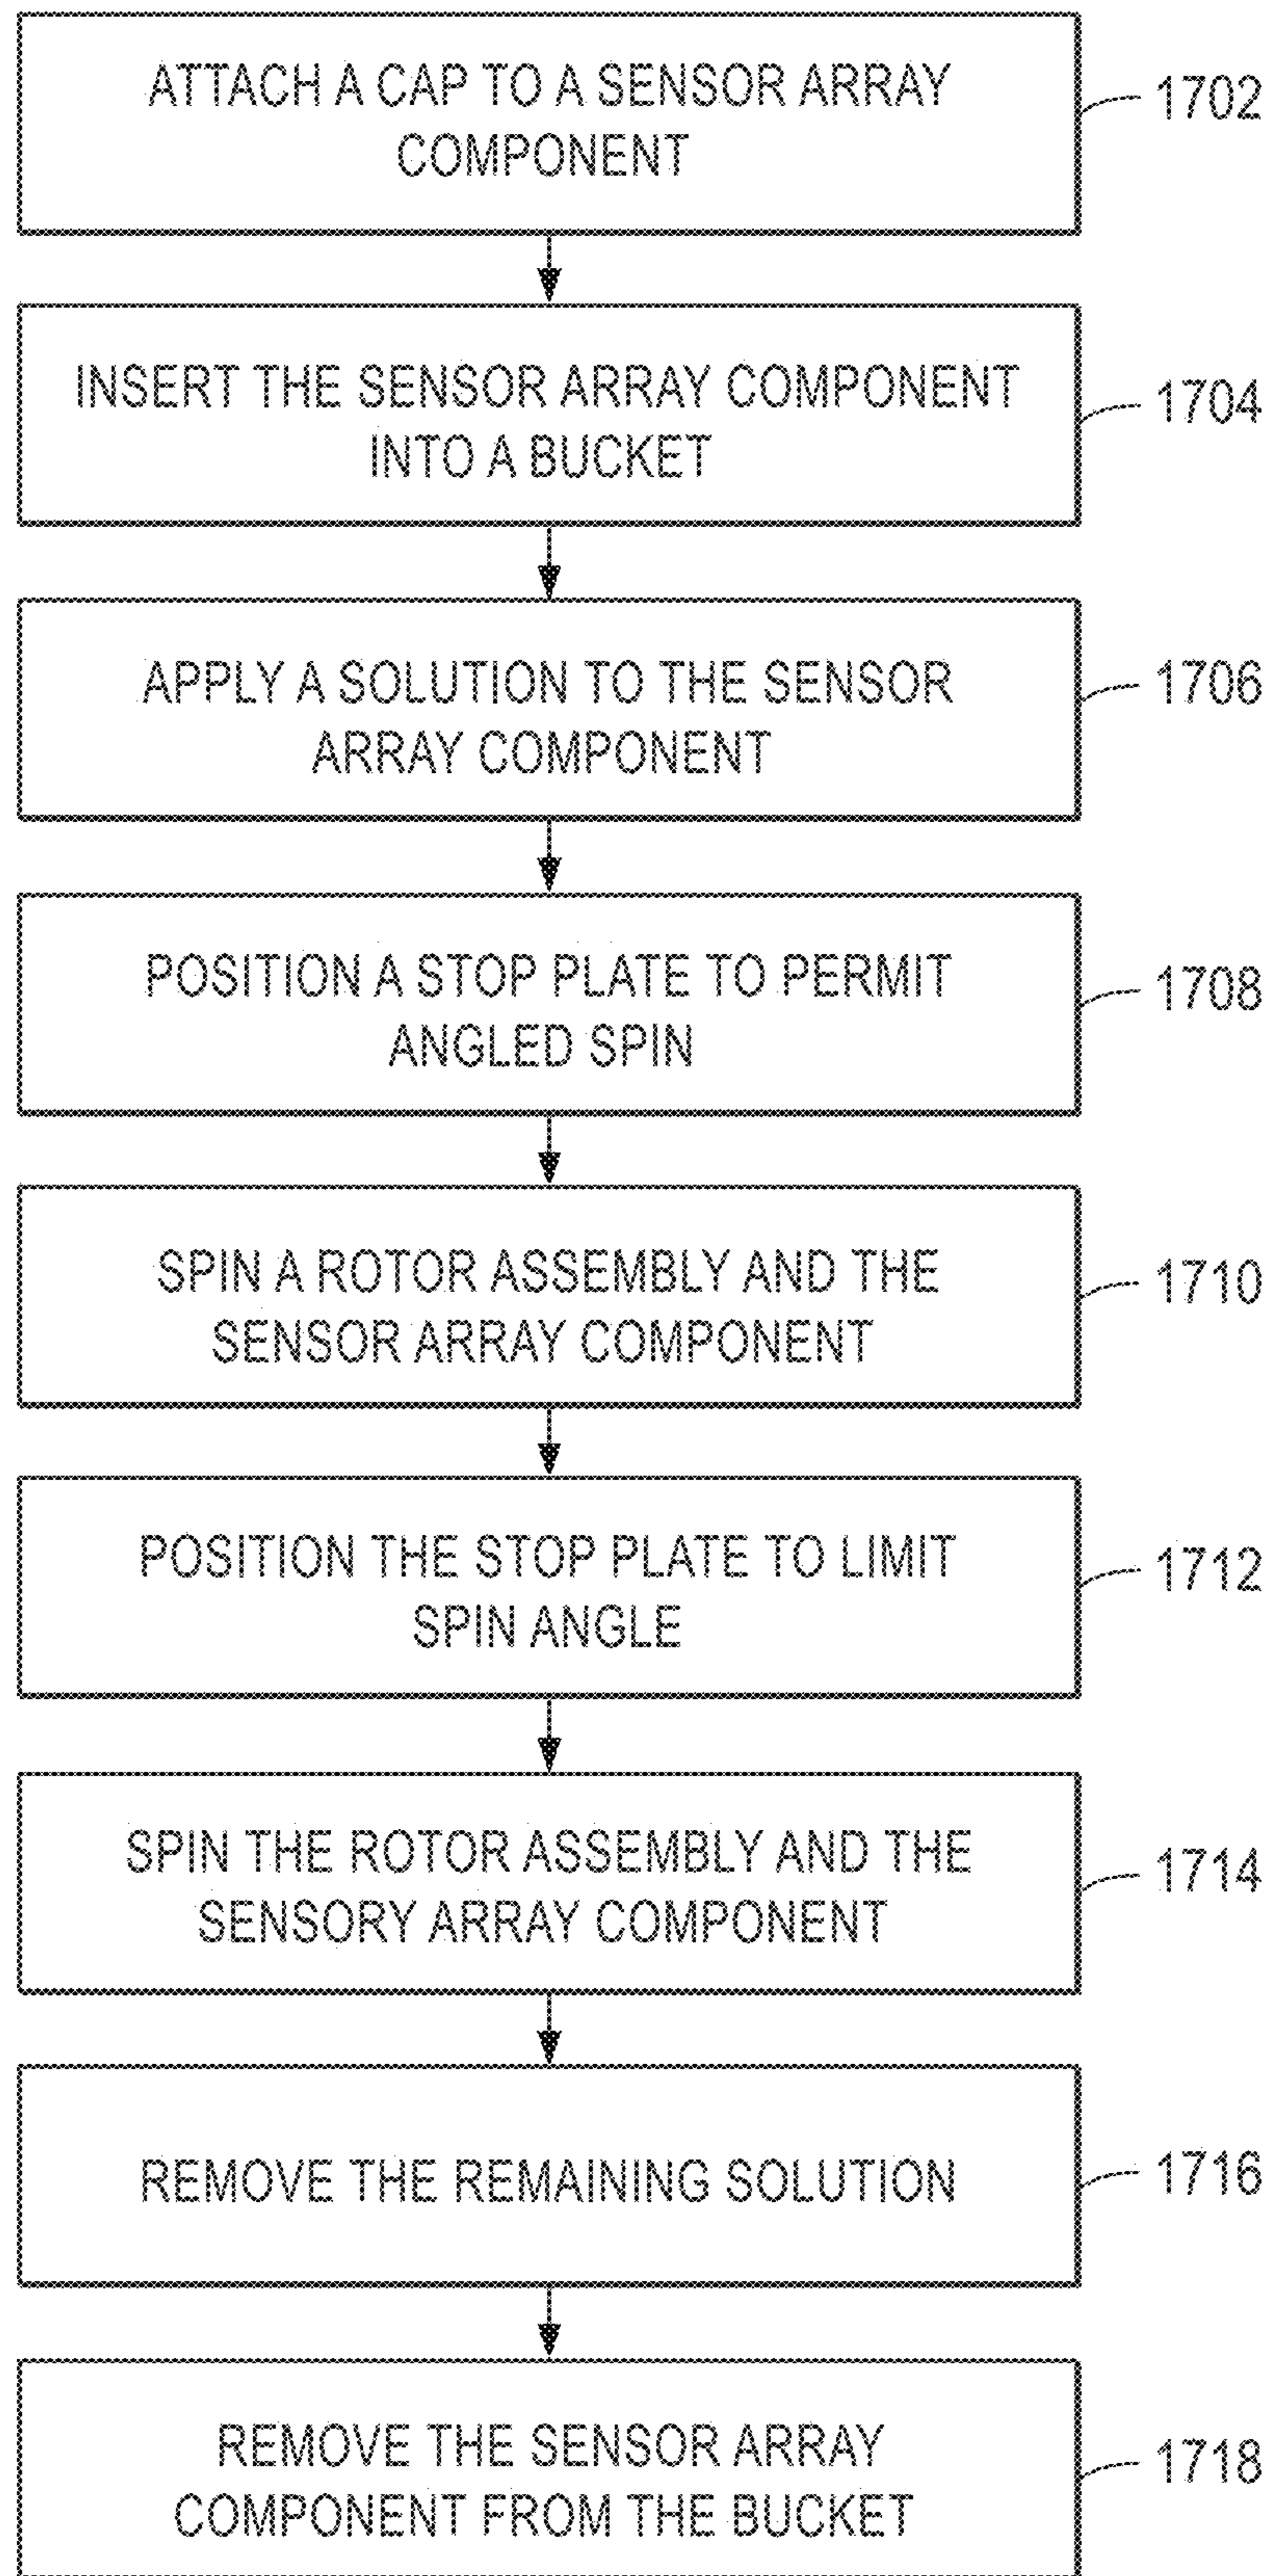 ATTACH A CAP TO A SENSOR ARRAY
COMPONENT
1702
INSERT THE SENSOR ARRAY COMPONENT
INTO A BUCKET
1704
APPLY A SOLUTION TO THE SENSOR
ARRAY COMPONENT
1706
POSITION A STOP PLATE TO PERMIT
ANGLED SPIN
1708
SPIN A ROTOR ASSEMBLY AND THE
SENSOR ARRAY COMPONENT
1710
POSITION THE STOP PLATE TO LIMIT
SPIN ANGLE
1712
SPIN THE ROTOR ASSEMBLY AND THE
SENSORY ARRAY COMPONENT
1714
REMOVE THE REMAINING SOLUTION
1716
REMOVE THE SENSOR ARRAY
COMPONENT FROM THE BUCKET
1718